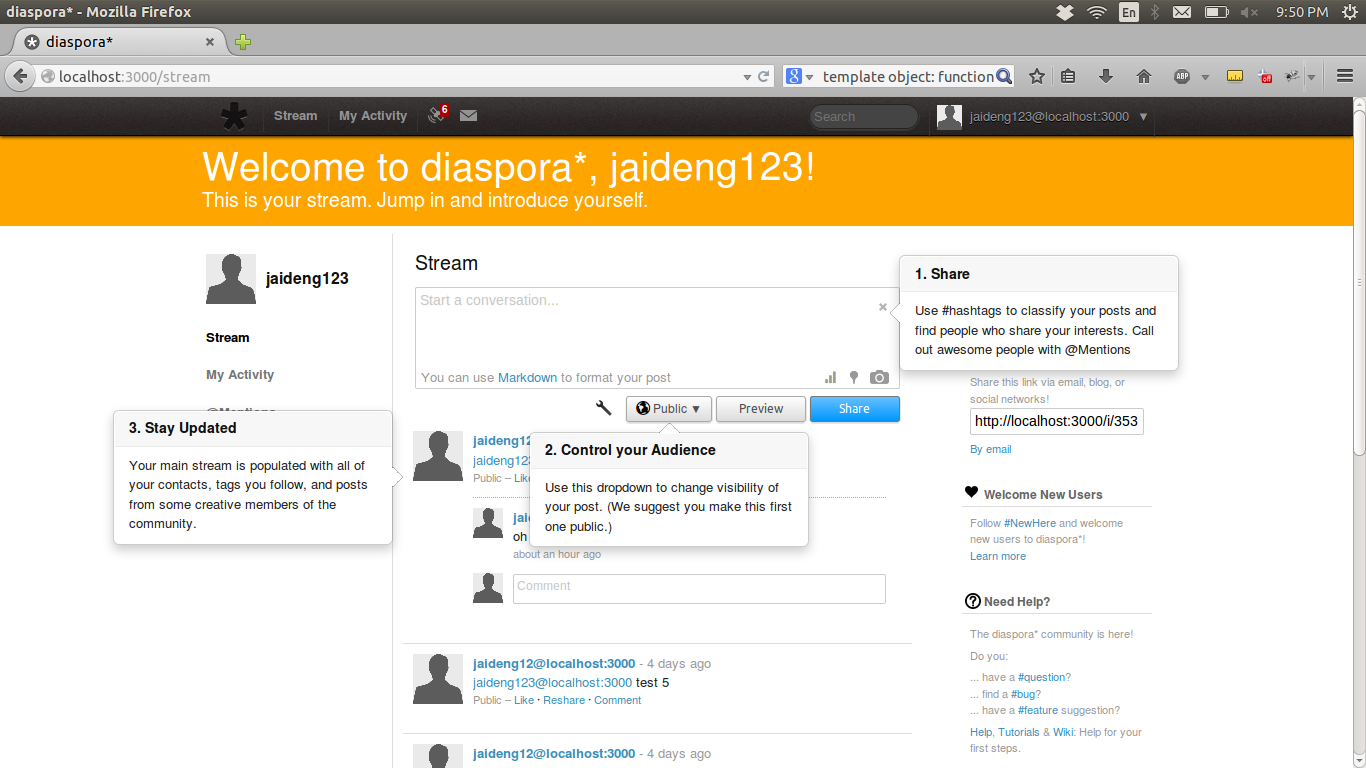 diaspora* - Mozilla Firefox
En
9:50 PM
diaspora*
localhost:3000/stream
template object: function
ABP
off
Stream
My Activity
6
Search
jaideng123@localhost:3000 ▼
Welcome to diaspora*, jaideng123!
This is your stream. Jump in and introduce yourself.
jaideng123
Stream
My Activity
@Mentions
3. Stay Updated
Your main stream is populated with all of
your contacts, tags you follow, and posts
from some creative members of the
community.
Stream
Start a conversation...
You can use Markdown to format your post
Public ▼
Preview
Share
1. Share
Use #hashtags to classify your posts and
find people who share your interests. Call
out awesome people with @Mentions
2. Control your Audience
Use this dropdown to change visibility of
your post. (We suggest you make this first
one public.)
jaideng12
jaideng123
Public – Like
oh
about an hour ago
Comment
jaideng12@localhost:3000 - 4 days ago
jaideng123@localhost:3000 test 5
Public – Like · Reshare · Comment
jaideng12@localhost:3000 - 4 days ago
Share this link via email, blog, or
social networks!
http://localhost:3000/i/353
By email
Welcome New Users
Follow #NewHere and welcome
new users to diaspora*!
Learn more
Need Help?
The diaspora* community is here!
Do you:
... have a #question?
... find a #bug?
... have a #feature suggestion?
Help, Tutorials & Wiki: Help for your
first steps.